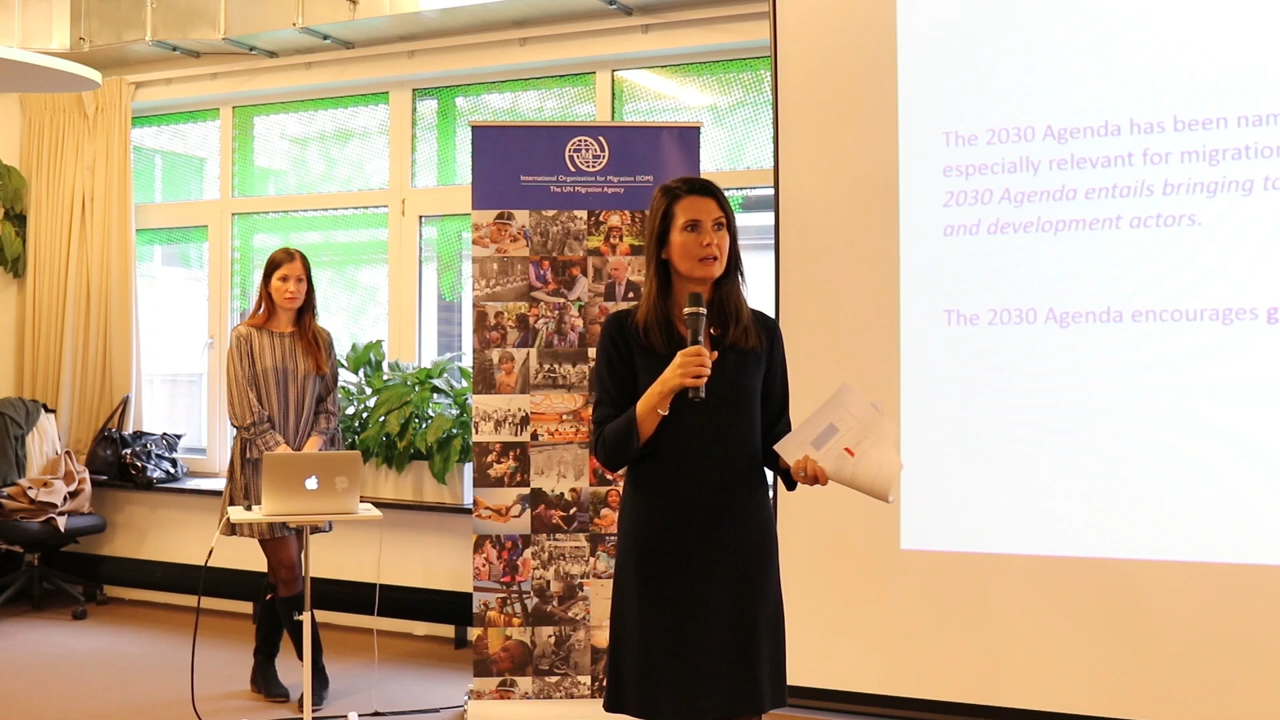 International Organization for Migration (IOM)
The UN Migration Agency
The 2030 Agenda has been nam
especially relevant for migration
2030 Agenda entails bringing to
and development actors.
The 2030 Agenda encourages g